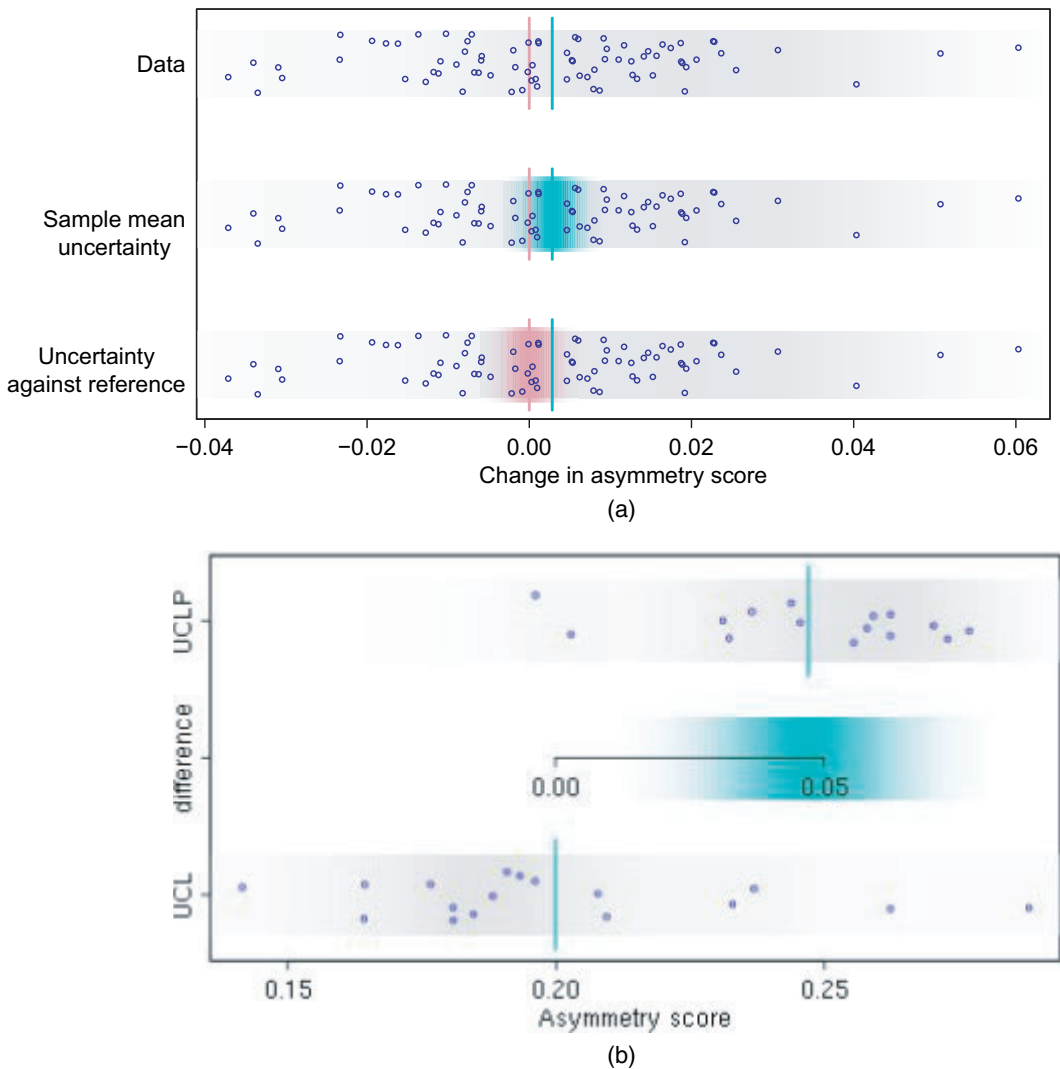 Data
Sample mean
uncertainty
Uncertainty
against reference
−0.04 −0.02 0.00 0.02 0.04 0.06
Change in asymmetry score
(a)
UCLP
difference
0.00 0.05
UCL
0.15 0.20 0.25
Asymmetry score
(b)